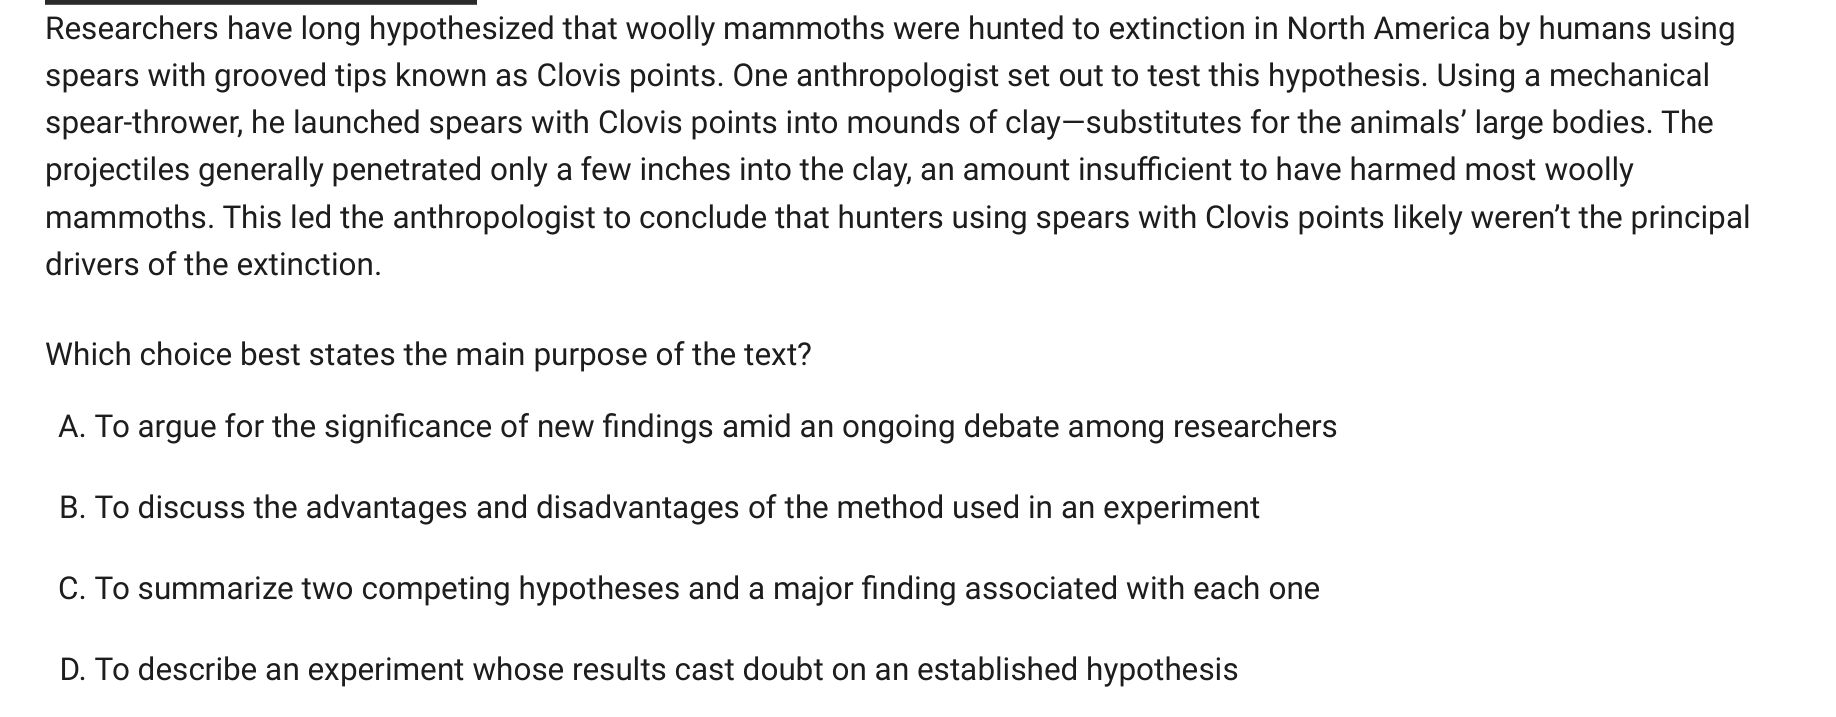 Researchers have long hypothesized that woolly mammoths were hunted to extinction in North America by humans using
spears with grooved tips known as Clovis points. One anthropologist set out to test this hypothesis. Using a mechanical
spear-thrower, he launched spears with Clovis points into mounds of clay—substitutes for the animals’ large bodies. The
projectiles generally penetrated only a few inches into the clay, an amount insufficient to have harmed most woolly
mammoths. This led the anthropologist to conclude that hunters using spears with Clovis points likely weren’t the principal
drivers of the extinction.
Which choice best states the main purpose of the text?
A. To argue for the significance of new findings amid an ongoing debate among researchers
B. To discuss the advantages and disadvantages of the method used in an experiment
C. To summarize two competing hypotheses and a major finding associated with each one
D. To describe an experiment whose results cast doubt on an established hypothesis